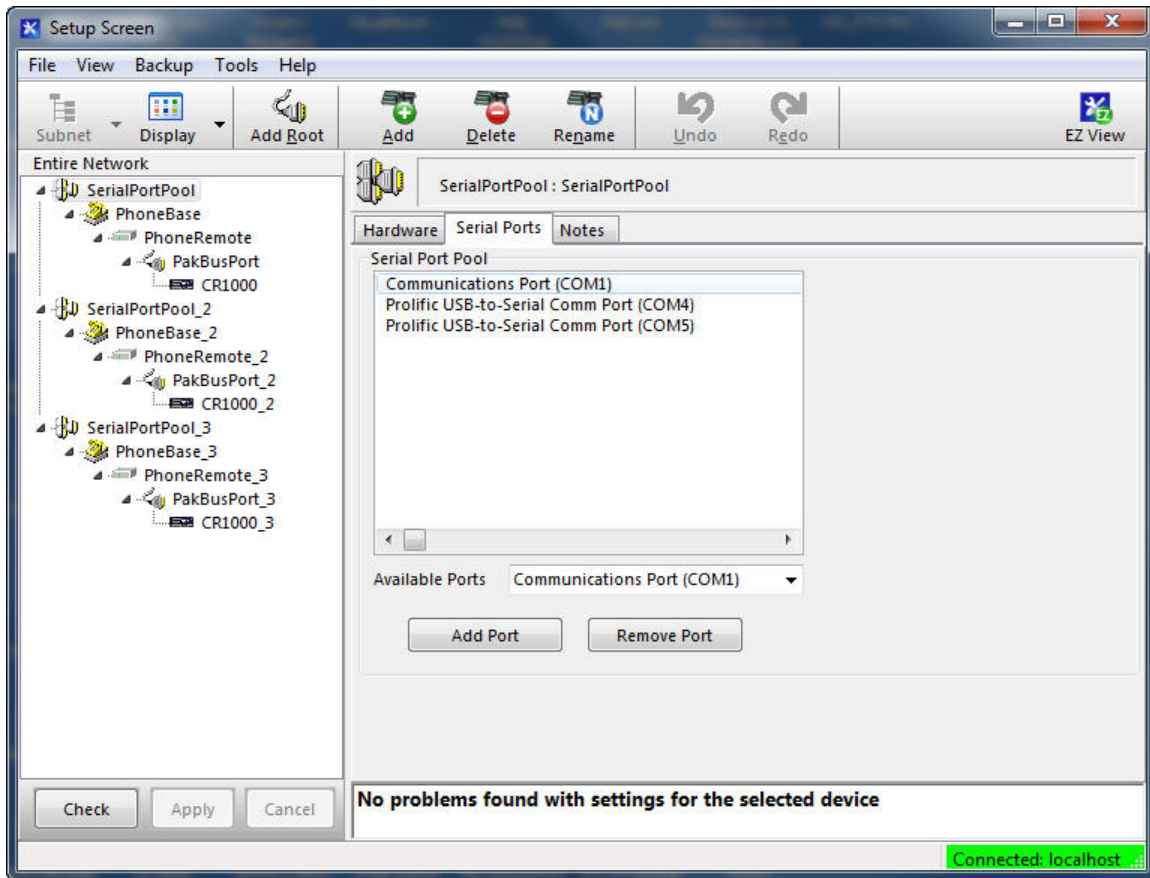 Setup Screen
File View Backup Tools Help
Subnet Display Add Root Add Delete Rename Undo Redo EZ View
Entire Network
SerialPortPool
PhoneBase
PhoneRemote
PakBusPort
CR1000
SerialPortPool_2
PhoneBase_2
PhoneRemote_2
PakBusPort_2
CR1000_2
SerialPortPool_3
PhoneBase_3
PhoneRemote_3
PakBusPort_3
CR1000_3
Check Apply Cancel
SerialPortPool : SerialPortPool
Hardware Serial Ports Notes
Serial Port Pool
Communications Port (COM1)
Prolific USB-to-Serial Comm Port (COM4)
Prolific USB-to-Serial Comm Port (COM5)
Available Ports Communications Port (COM1)
Add Port Remove Port
No problems found with settings for the selected device
Connected: localhost